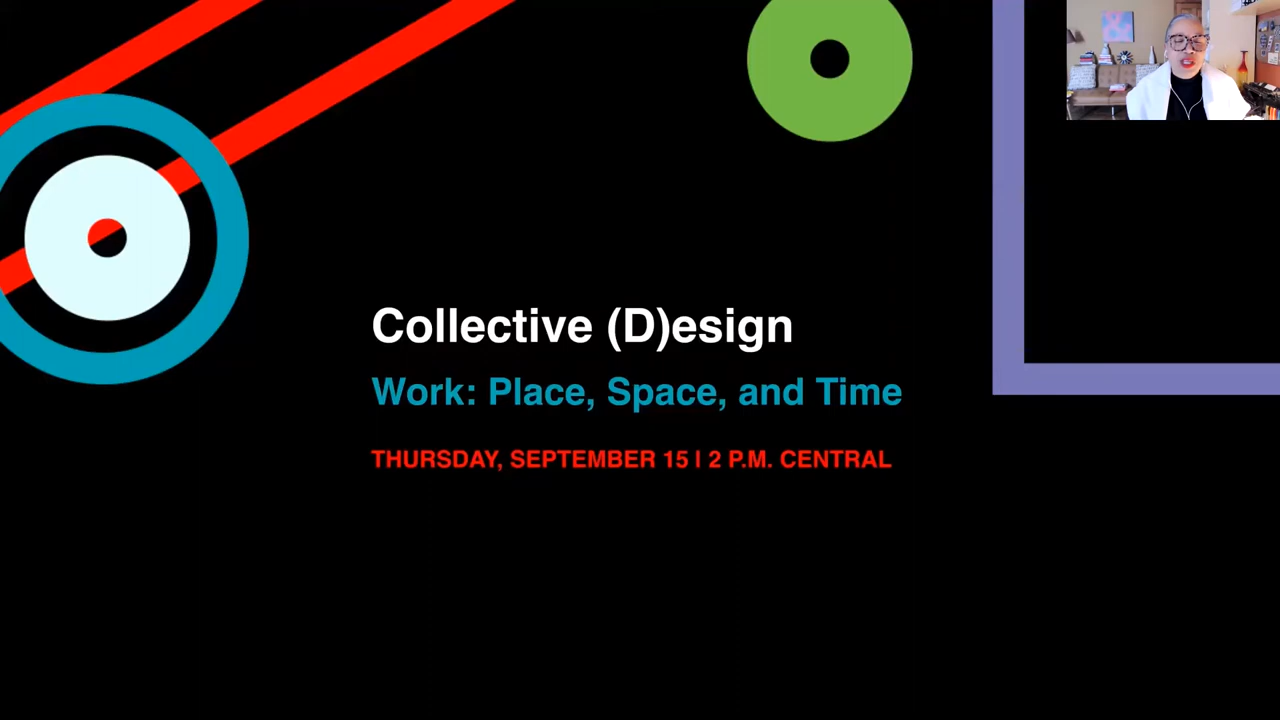 Collective (D)esign
Work: Place, Space, and Time
THURSDAY, SEPTEMBER 15 | 2 P.M. CENTRAL